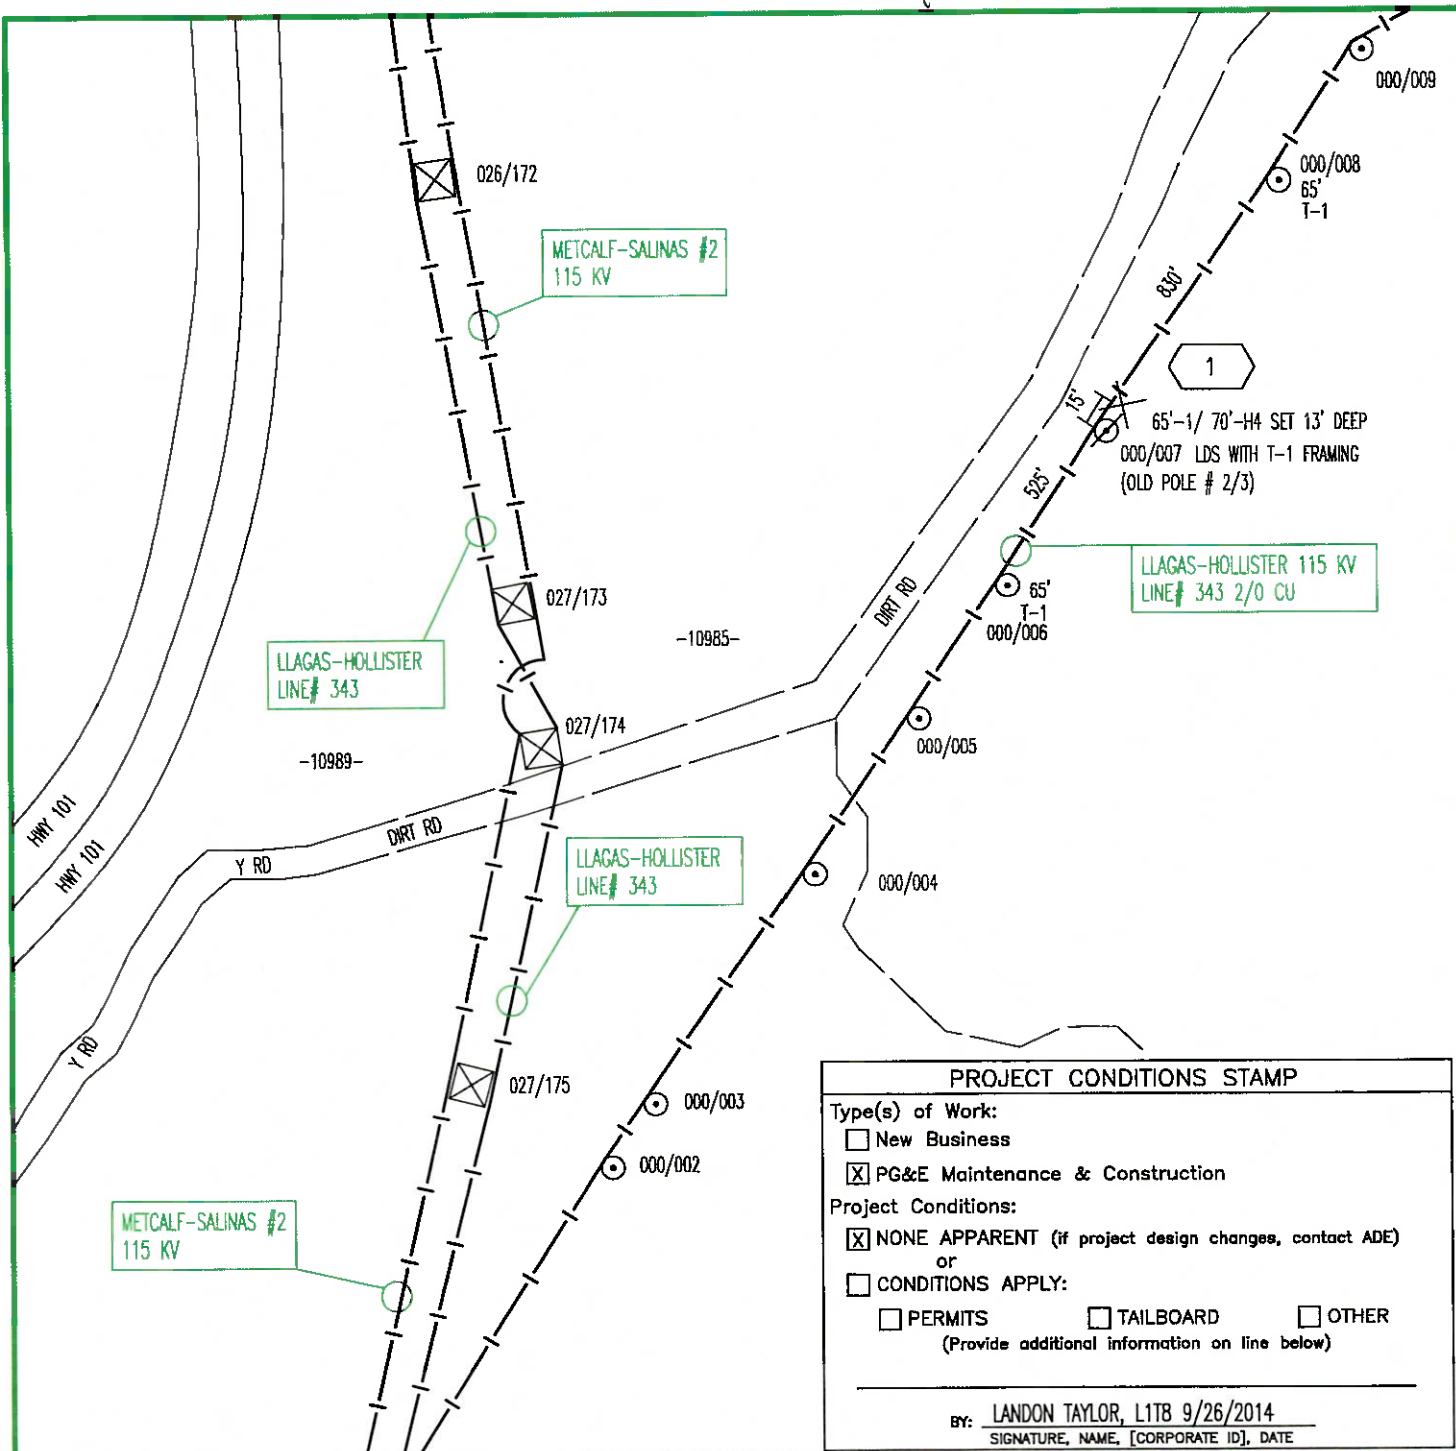 000/009
026/172
000/008
65'
T-1
METCALF-SALINAS #2
115 KV
830'
1
15'
65'-1/ 70'-H4 SET 13' DEEP
000/007 LDS WITH T-1 FRAMING
(OLD POLE # 2/3)
525'
LLAGAS-HOLLISTER 115 KV
LINE# 343 2/0 CU
65'
T-1
000/006
DIRT RD
027/173
-10985-
LLAGAS-HOLLISTER
LINE# 343
027/174
000/005
-10989-
HWY 101
HWY 101
DIRT RD
Y RD
LLAGAS-HOLLISTER
LINE# 343
000/004
Y RD
027/175
000/003
000/002
METCALF-SALINAS #2
115 KV
PROJECT CONDITIONS STAMP
Type(s) of Work:
New Business
X PG&E Maintenance & Construction
Project Conditions:
X NONE APPARENT (if project design changes, contact ADE)
or
CONDITIONS APPLY:
PERMITS TAILBOARD OTHER
(Provide additional information on line below)
BY: LANDON TAYLOR, L1TB 9/26/2014
SIGNATURE, NAME, [CORPORATE ID], DATE